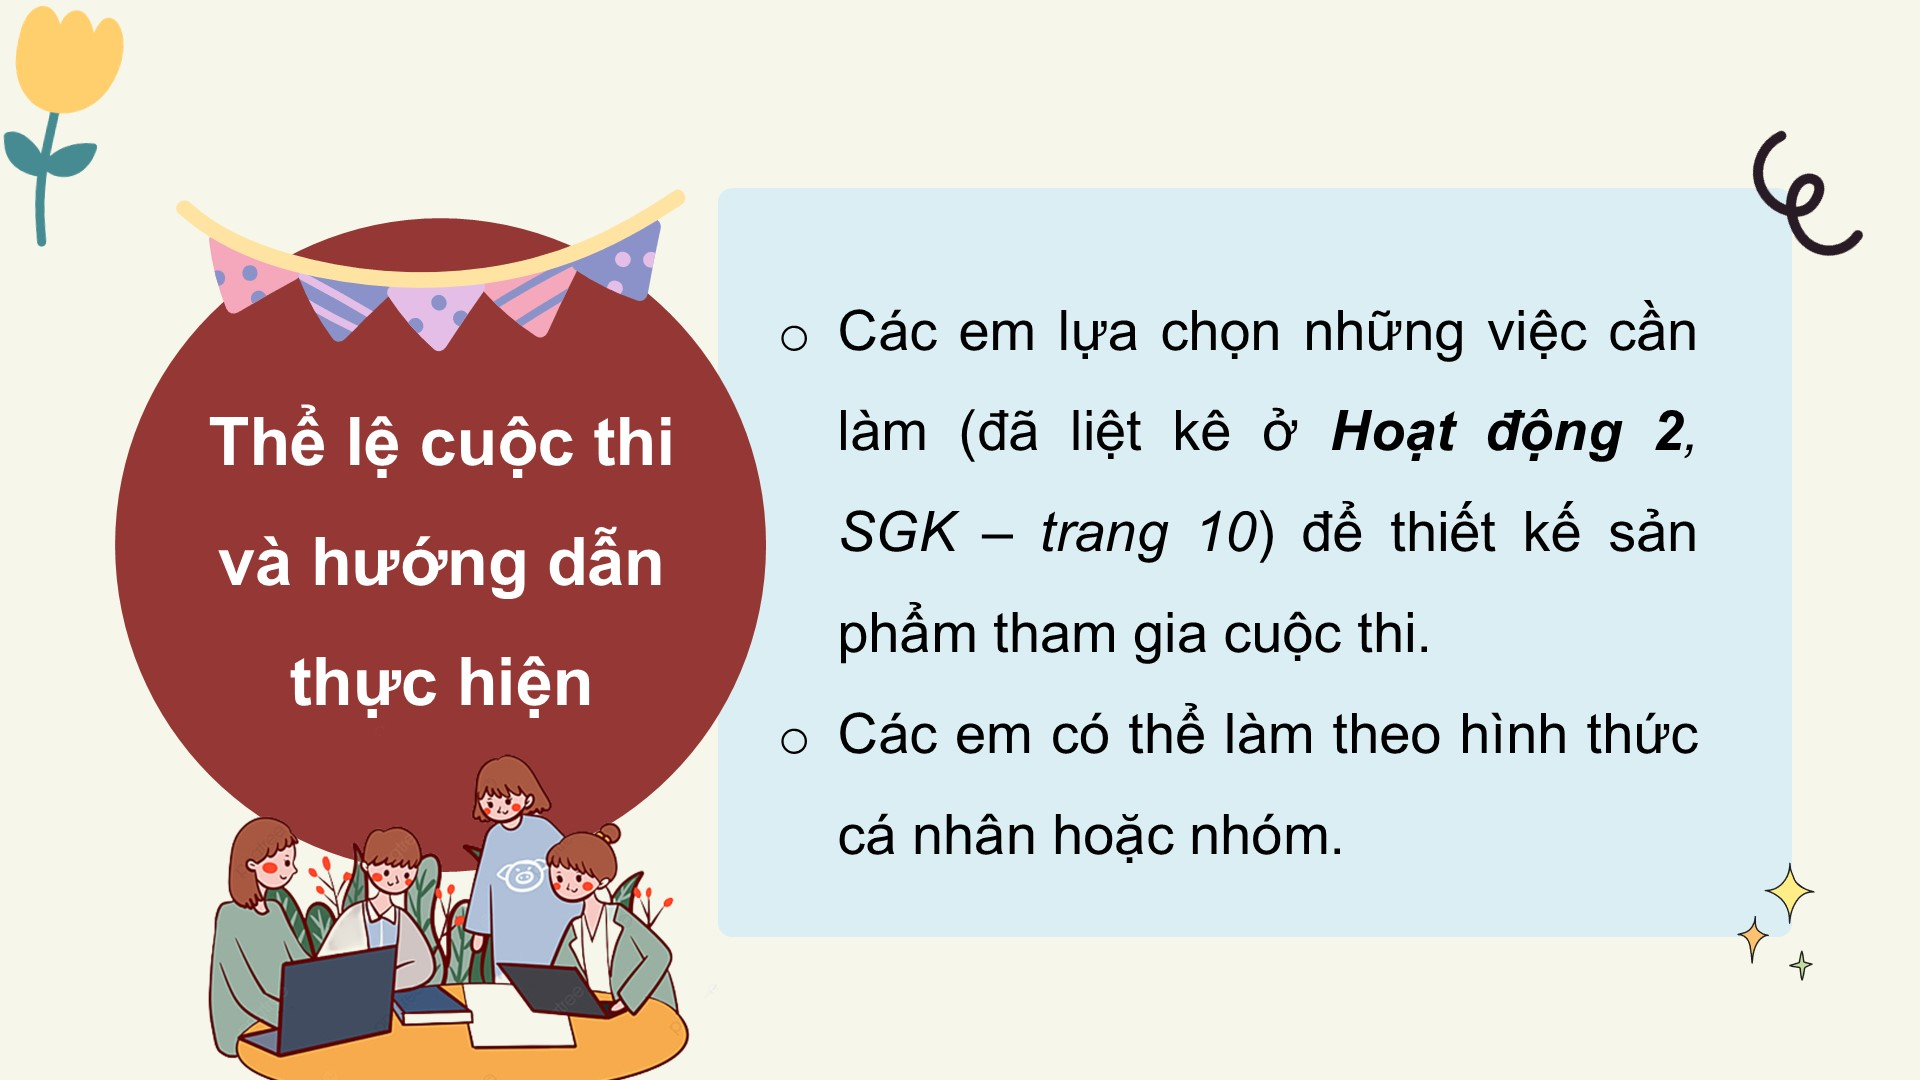 Thể lệ cuộc thi
và hướng dẫn
thực hiện
o Các em lựa chọn những việc cần
làm (đã liệt kê ở Hoạt động 2,
SGK – trang 10) để thiết kế sản
phẩm tham gia cuộc thi.
o Các em có thể làm theo hình thức
cá nhân hoặc nhóm.